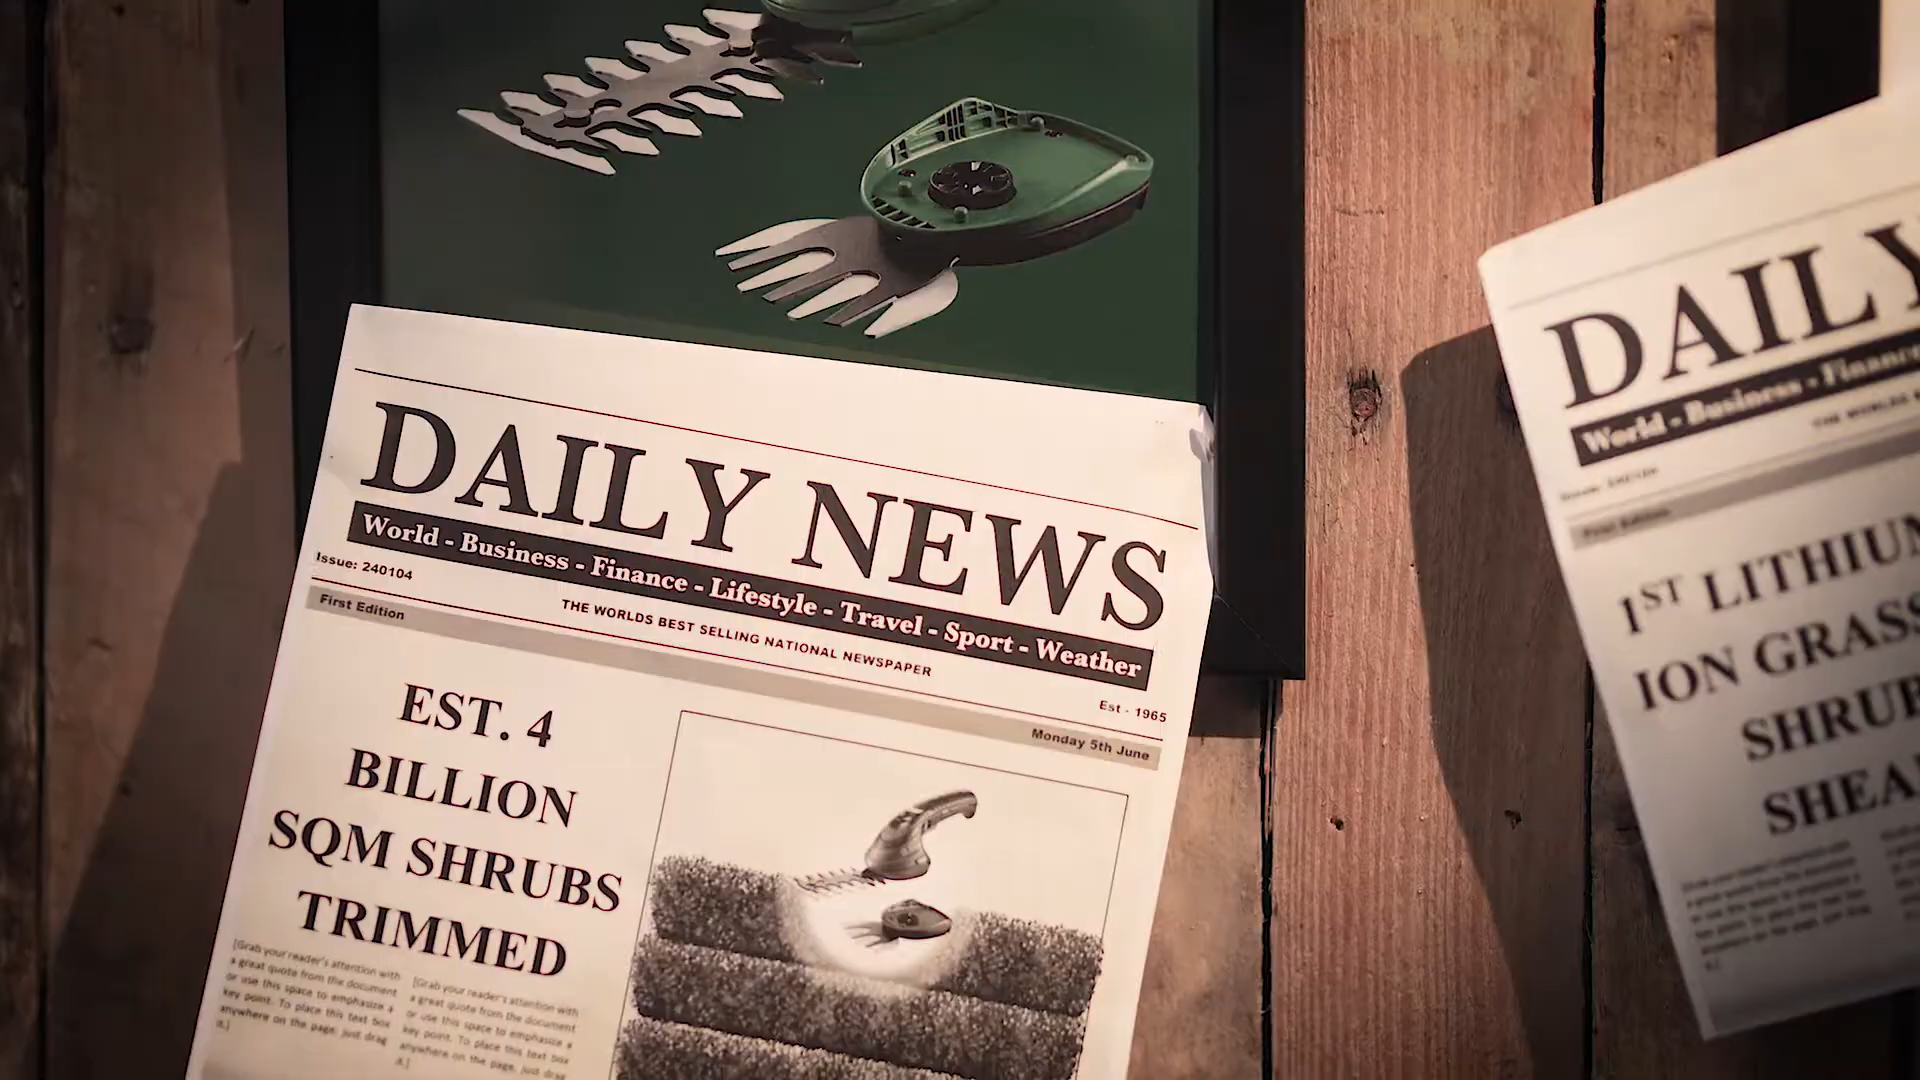 DAILY NEWS
World - Business - Finance - Lifestyle - Travel - Sport - Weather
Issue: 240104
THE WORLDS BEST SELLING NATIONAL NEWSPAPER
Est - 1965
First Edition
Monday 5th June
EST. 4
BILLION
SQM SHRUBS
TRIMMED
[Grab your reader's attention with
a great quote from the document
or use this space to emphasize a
key point. To place this text box
anywhere on the page, just drag
it.]
[Grab your reader's attention with
a great quote from the document
or use this space to emphasize a
key point. To place this text box
anywhere on the page, just drag
it.]
DAILY
World - Business - Finance
THE WORLDS
First Edition
1ST LITHIUM
ION GRASS
SHRUB
SHEA